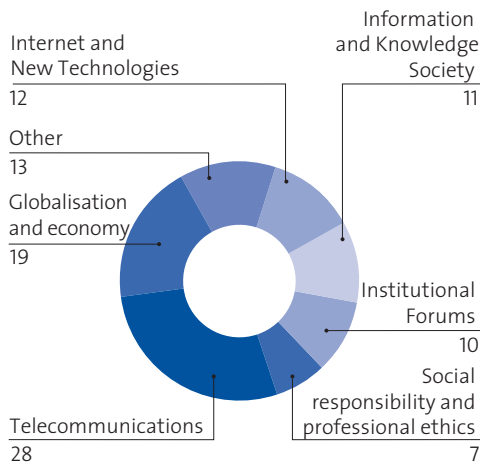 Information
and Knowledge
Society
11
Internet and
New Technologies
12
Other
13
Globalisation
and economy
19
Institutional
Forums
10
Social
responsibility and
professional ethics
7
Telecommunications
28